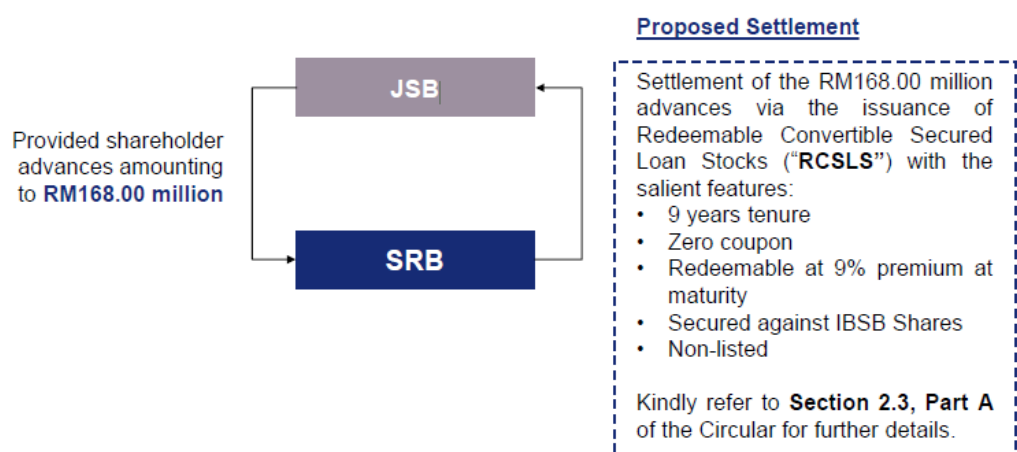 Proposed Settlement
JSB
Provided shareholder
advances amounting
to RM168.00 million
SRB
Settlement of the RM168.00 million
advances via the issuance of
Redeemable Convertible Secured
Loan Stocks (“RCSLS”) with the
salient features:
• 9 years tenure
• Zero coupon
• Redeemable at 9% premium at
maturity
• Secured against IBSB Shares
• Non-listed
Kindly refer to Section 2.3, Part A
of the Circular for further details.